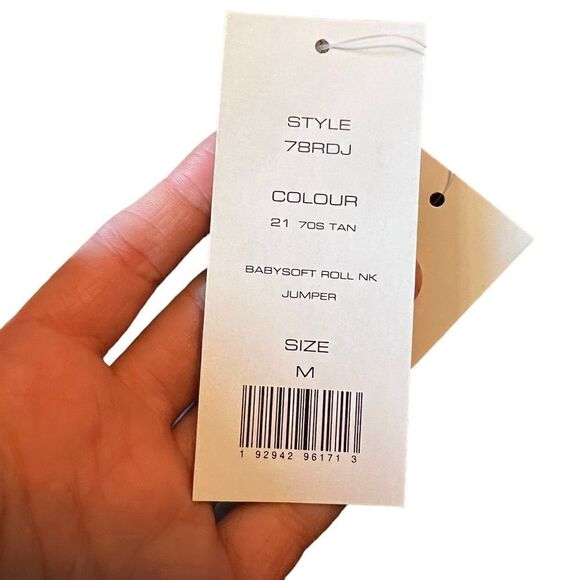 STYLE
78RDJ
COLOUR
21 70S TAN
BABYSOFT ROLL NK
JUMPER
SIZE
M
1 92942 96171 3